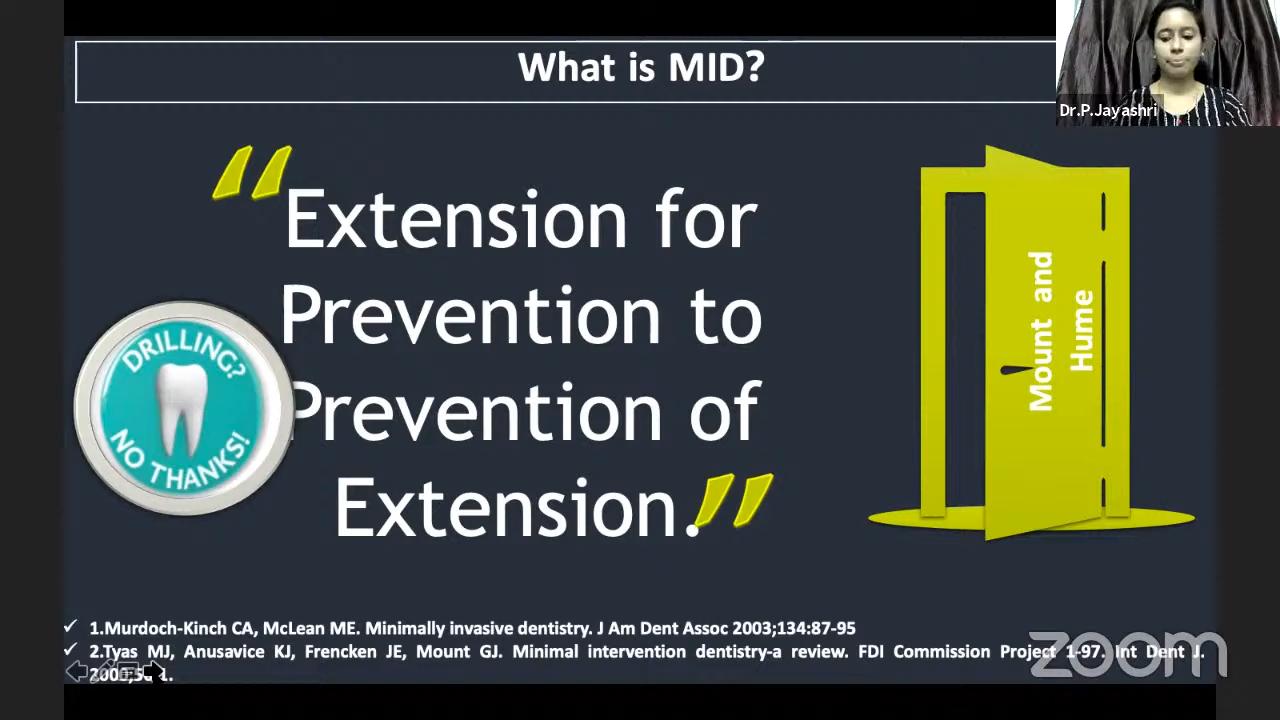 What is MID?
Dr.P.Jayashri
“Extension for
Prevention to
Prevention of
Extension.”
DRILLING?
NO THANKS!
Mount and
Hume
✓ 1.Murdoch-Kinch CA, McLean ME. Minimally invasive dentistry. J Am Dent Assoc 2003;134:87-95
✓ 2.Tyas MJ, Anusavice KJ, Frencken JE, Mount GJ. Minimal intervention dentistry-a review. FDI Commission Project 1-97. Int Dent J.
zoom